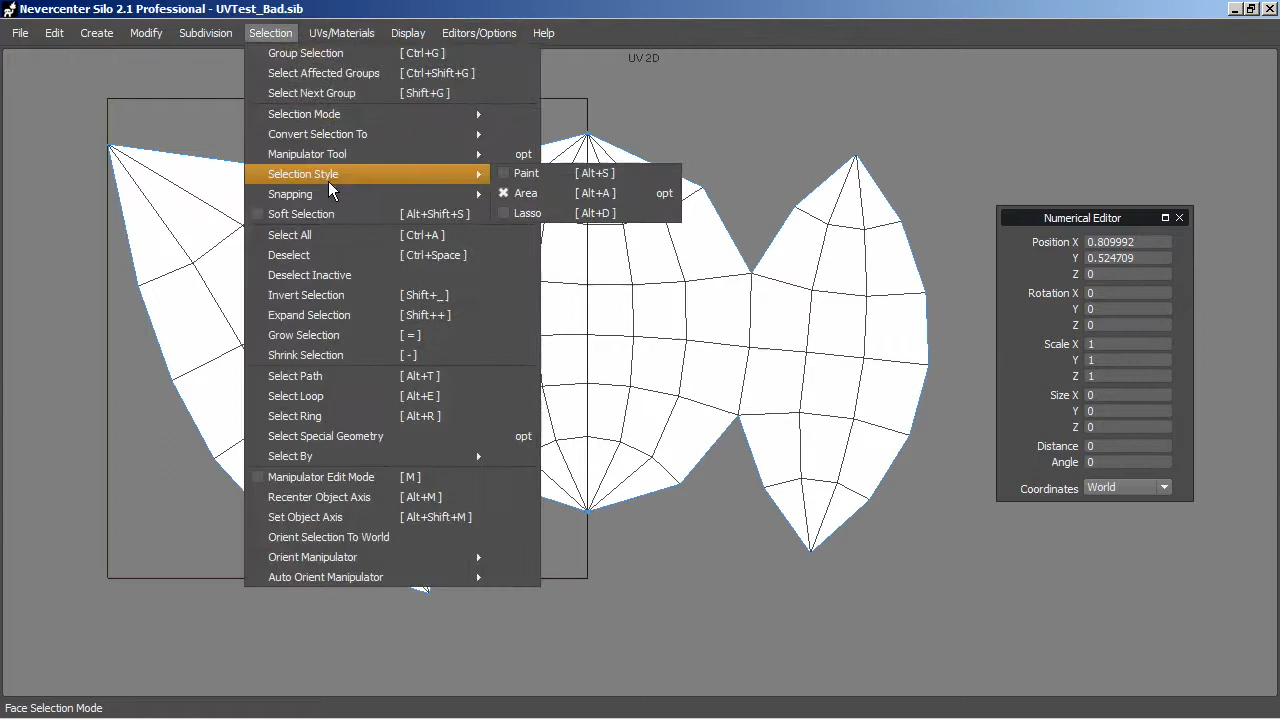 Nevercenter Silo 2.1 Professional - UVTest_Bad.sib
File Edit Create Modify Subdivision Selection UVs/Materials Display Editors/Options Help
UV 2D
Group Selection [ Ctrl+G ]
Select Affected Groups [ Ctrl+Shift+G ]
Select Next Group [ Shift+G ]
Selection Mode
Convert Selection To
Manipulator Tool opt
Selection Style
Snapping
Soft Selection [ Alt+Shift+S ]
Select All [ Ctrl+A ]
Deselect [ Ctrl+Space ]
Deselect Inactive
Invert Selection [ Shift+_ ]
Expand Selection [ Shift++ ]
Grow Selection [ = ]
Shrink Selection [ - ]
Select Path [ Alt+T ]
Select Loop [ Alt+E ]
Select Ring [ Alt+R ]
Select Special Geometry opt
Select By
Manipulator Edit Mode [ M ]
Recenter Object Axis [ Alt+M ]
Set Object Axis [ Alt+Shift+M ]
Orient Selection To World
Orient Manipulator
Auto Orient Manipulator
Paint [ Alt+S ]
Area [ Alt+A ] opt
Lasso [ Alt+D ]
Numerical Editor
Position X 0.809992
Y 0.524709
Z 0
Rotation X 0
Y 0
Z 0
Scale X 1
Y 1
Z 1
Size X 0
Y 0
Z 0
Distance 0
Angle 0
Coordinates World
Face Selection Mode